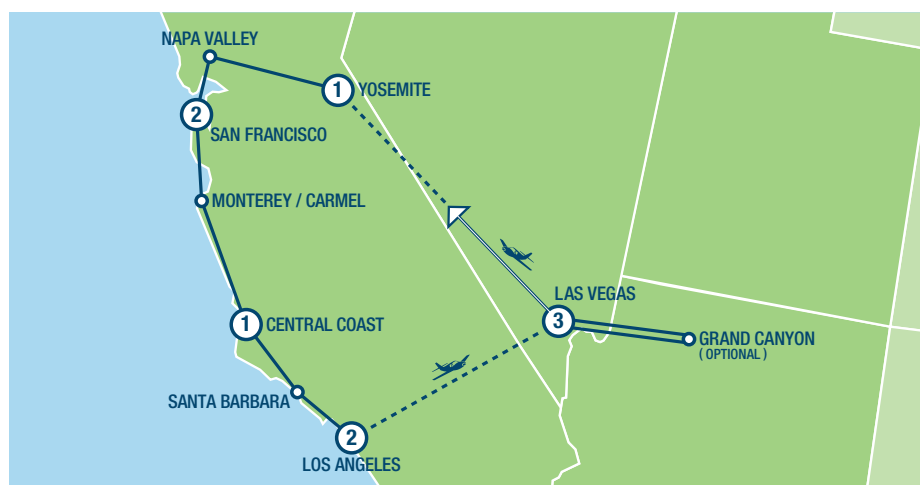 NAPA VALLEY
1
YOSEMITE
2
SAN FRANCISCO
MONTEREY / CARMEL
LAS VEGAS
3
GRAND CANYON
( OPTIONAL )
1
CENTRAL COAST
SANTA BARBARA
2
LOS ANGELES